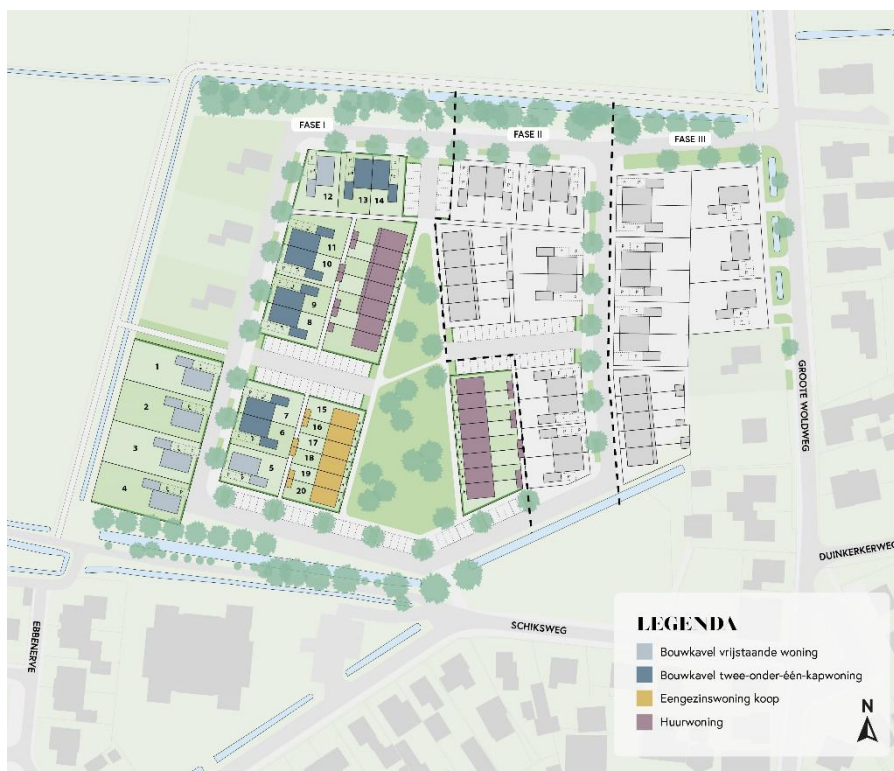 FASE I
FASE II
FASE III
12
13
14
11
10
9
8
1
2
3
4
7
6
5
15
16
17
18
19
20
GROOTE WOLDWEG
DUINKERKERWEG
EBBENERVE
SCHIKSWEG
LEGENDA
Bouwkavel vrijstaande woning
Bouwkavel twee-onder-één-kapwoning
Eengezinswoning koop
Huurwoning
N